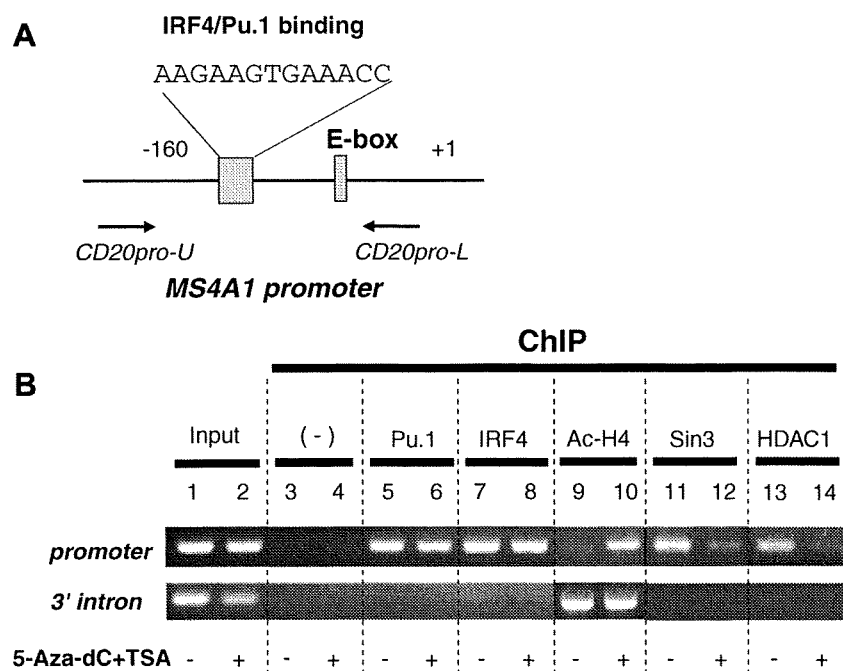 A
IRF4/Pu.1 binding
AAGAAGTGAAACC
-160
E-box
+1
CD20pro-U
CD20pro-L
MS4A1 promoter
B
ChIP
Input (-) Pu.1 IRF4 Ac-H4 Sin3 HDAC1
1 2 3 4 5 6 7 8 9 10 11 12 13 14
promoter
3' intron
5-Aza-dC+TSA - + - + - + - + - + - + - +